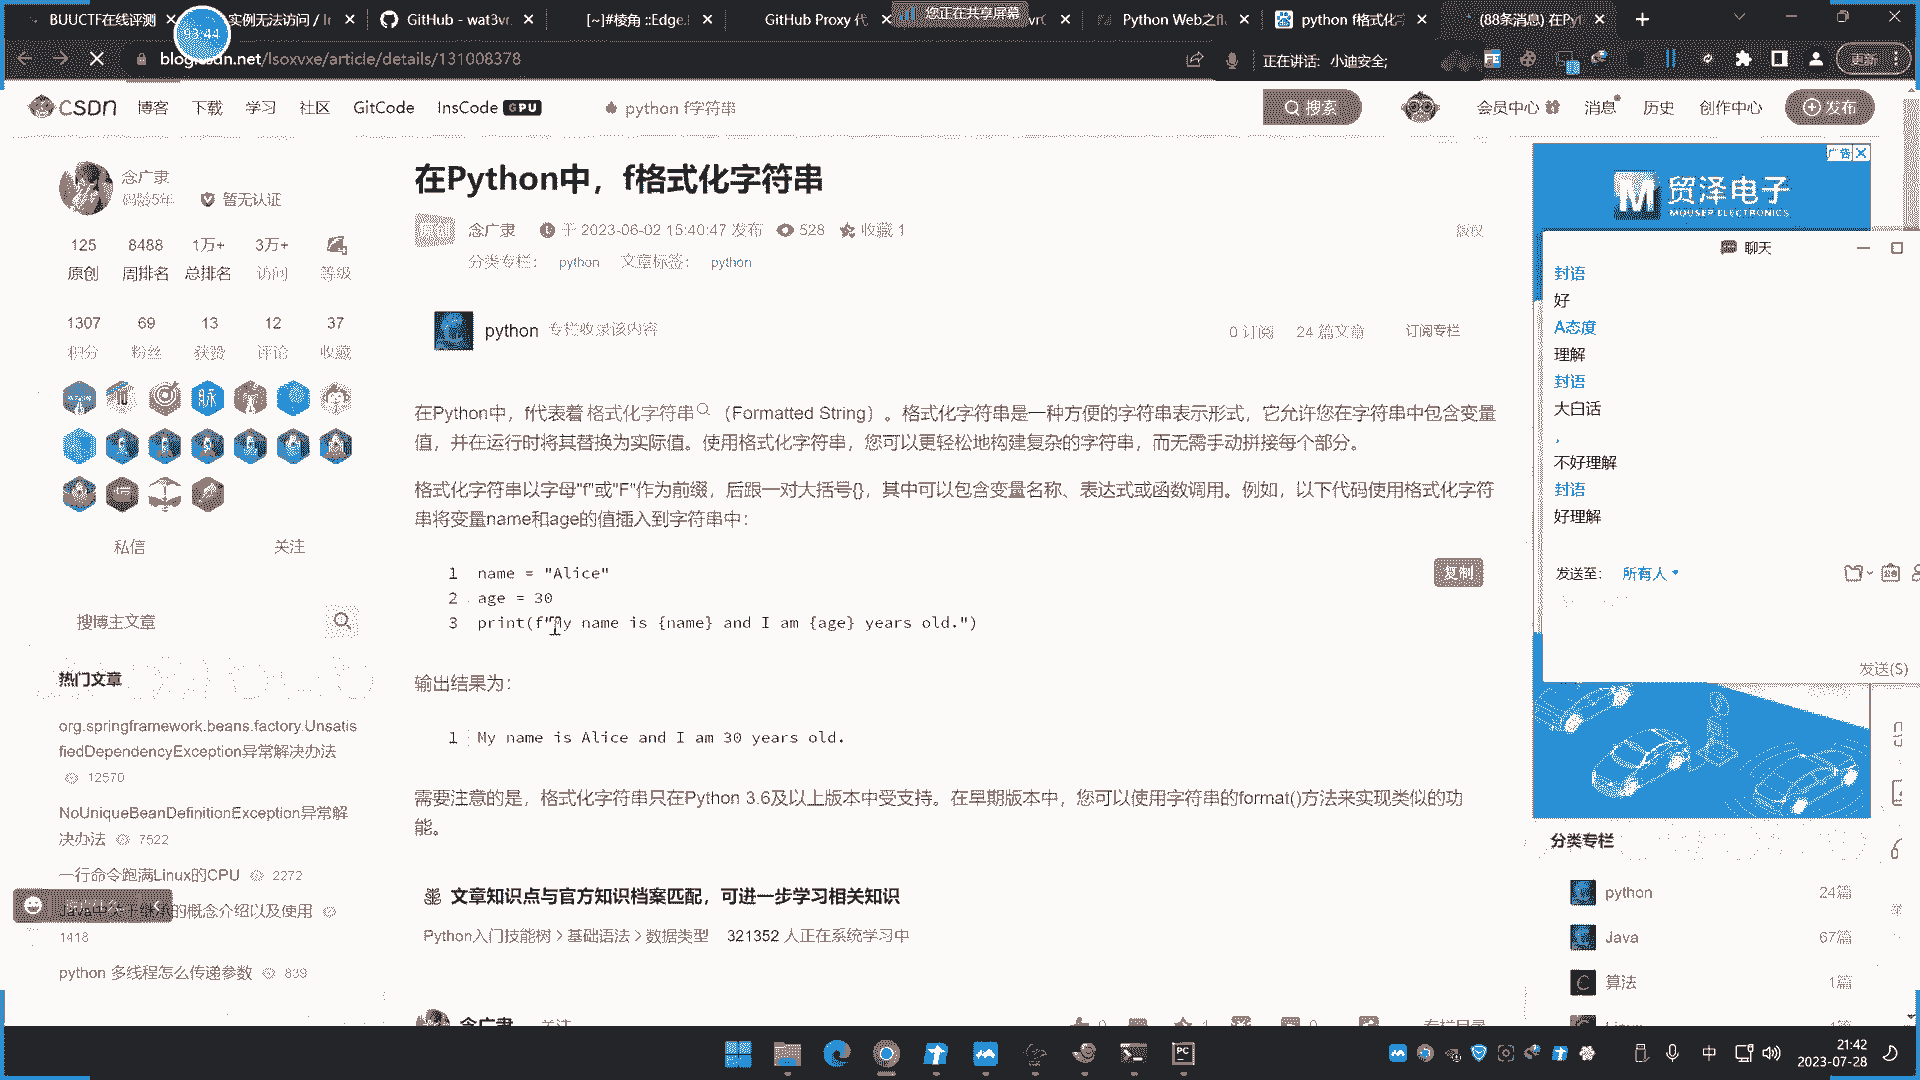 BUUCTF在线评测
实例无法访问 / In
GitHub - wat3vr
[~]#棱角 ::Edge.
GitHub Proxy 代
您正在共享屏幕
Python Web之fl
python f格式化字
(88条消息) 在Pyt
93:44
blog.csdn.net/lsoxvxe/article/details/131008378
正在讲话: 小迪安全;
更新
CSDN
博客
下载
学习
社区
GitCode
InsCode GPU
python f字符串
搜索
会员中心
消息
历史
创作中心
发布
念广隶
码龄5年
暂无认证
125
8488
1万+
3万+
原创
周排名
总排名
访问
等级
1307
69
13
12
37
积分
粉丝
获赞
评论
收藏
私信
关注
搜博主文章
热门文章
org.springframework.beans.factory.Unsatis
fiedDependencyException异常解决办法
12570
NoUniqueBeanDefinitionException异常解
决办法 7522
一行命令跑满Linux的CPU 2272
的概念介绍以及使用
1418
python 多线程怎么传递参数 839
在Python中，f格式化字符串
念广隶 于 2023-06-02 15:40:47 发布 528 收藏 1
版权
分类专栏： python 文章标签： python
python 专栏收录该内容
0 订阅 24 篇文章
订阅专栏
在Python中，f代表着 格式化字符串 （Formatted String）。格式化字符串是一种方便的字符串表示形式，它允许您在字符串中包含变量
值，并在运行时将其替换为实际值。使用格式化字符串，您可以更轻松地构建复杂的字符串，而无需手动拼接每个部分。
格式化字符串以字母"f"或"F"作为前缀，后跟一对大括号{}，其中可以包含变量名称、表达式或函数调用。例如，以下代码使用格式化字符
串将变量name和age的值插入到字符串中：
1 name = "Alice"
2 age = 30
3 print(f"My name is {name} and I am {age} years old.")
复制
输出结果为：
1 My name is Alice and I am 30 years old.
需要注意的是，格式化字符串只在Python 3.6及以上版本中受支持。在早期版本中，您可以使用字符串的format()方法来实现类似的功
能。
文章知识点与官方知识档案匹配，可进一步学习相关知识
Python入门技能树 > 基础语法 > 数据类型 321352 人正在系统学习中
念广隶
关注
0
1
0
专栏目录
广告
贸泽电子
MOUSER ELECTRONICS
聊天
封语
好
A态度
理解
封语
大白话
，
不好理解
封语
好理解
发送至: 所有人
发送(S)
分类专栏
python 24篇
Java 67篇
算法 1篇
PC
中
21:42
2023-07-28